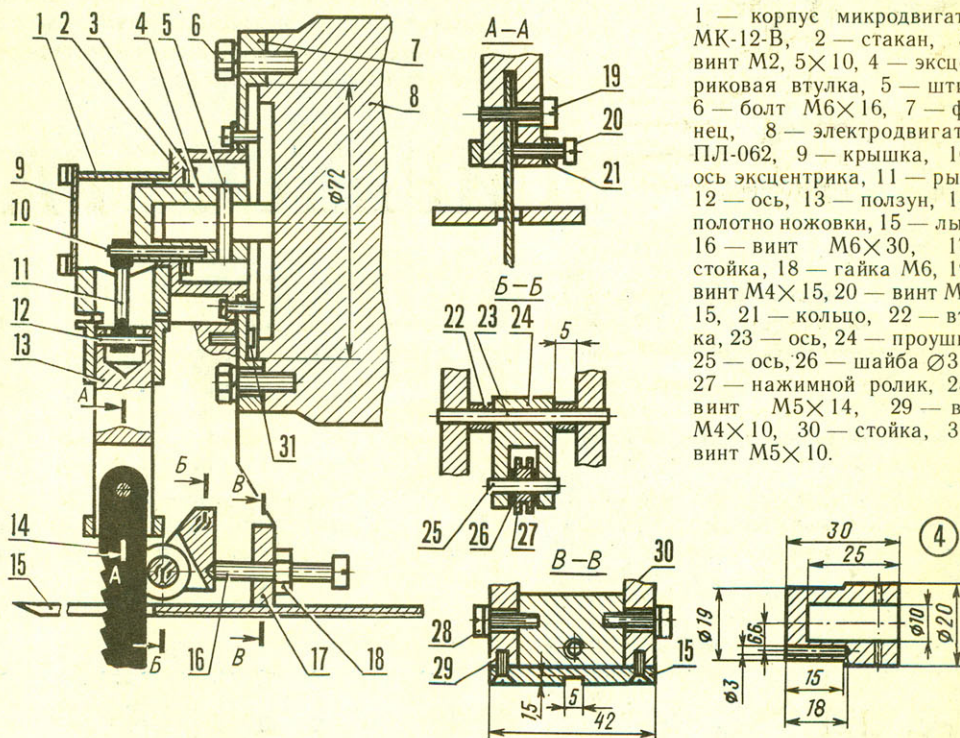 1 — корпус микродвигат
МК-12-В, 2 — стакан,
винт М2, 5×10, 4 — эксце
риковая втулка, 5 — шти
6 — болт М6×16, 7 — ф
нец, 8 — электродвигат
ПЛ-062, 9 — крышка, 1
ось эксцентрика, 11 — ры
12 — ось, 13 — ползун, 1
полотно ножовки, 15 — лы
16 — винт М6×30, 1
стойка, 18 — гайка М6, 1
винт М4×15, 20 — винт М
15, 21 — кольцо, 22 — вт
ка, 23 — ось, 24 — проуш
25 — ось, 26 — шайба ∅3
27 — нажимной ролик, 2
винт М5×14, 29 — в
М4×10, 30 — стойка, 3
винт М5×10.
1
2
3
4
5
6
7
8
∅72
9
10
11
12
13
А
31
Б
В
14
А
15
Б
В
16
17
18
А–А
19
20
21
Б–Б
22
23
24
5
25
26
27
В–В
30
28
29
15
15
5
42
4
30
25
∅19
6,6
∅3
∅10
∅20
15
18